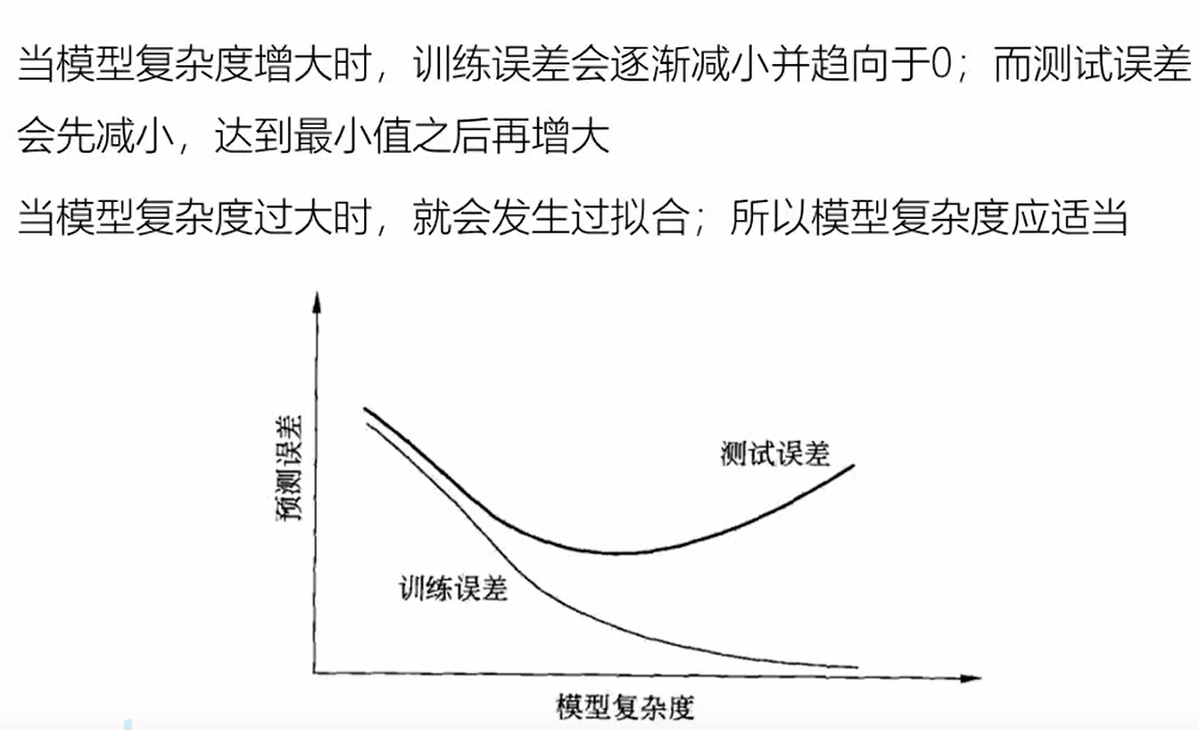 当模型复杂度增大时，训练误差会逐渐减小并趋向于0；而测试误差
会先减小，达到最小值之后再增大
当模型复杂度过大时，就会发生过拟合；所以模型复杂度应适当
预测误差
测试误差
训练误差
模型复杂度